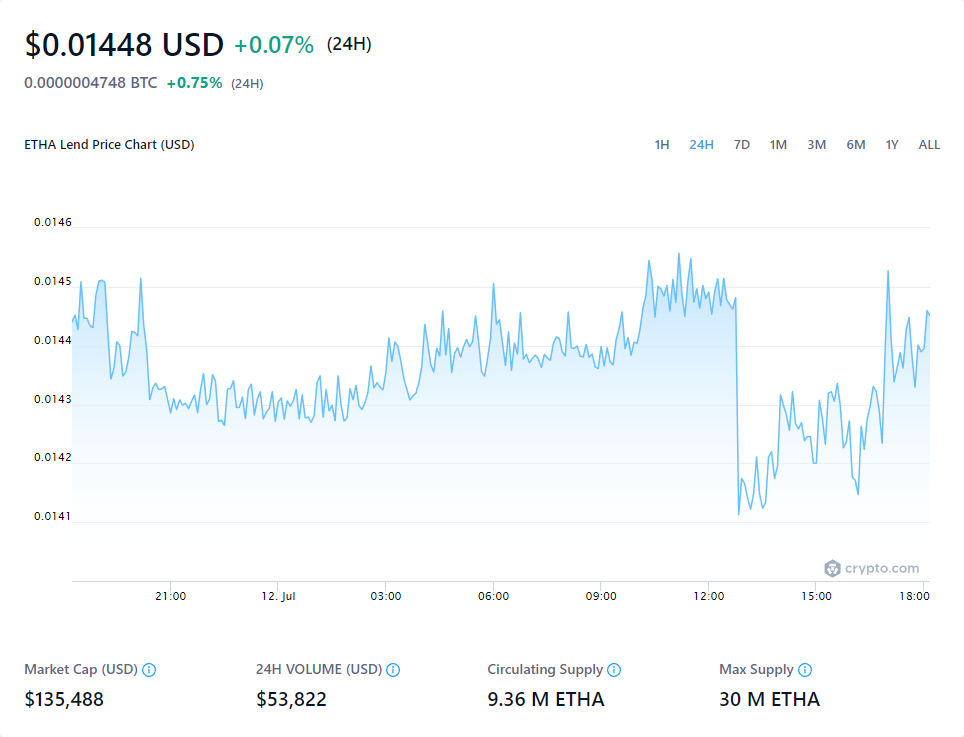 $0.01448 USD +0.07% (24H)
0.0000004748 BTC +0.75% (24H)
ETHA Lend Price Chart (USD) 1H 24H 7D 1M 3M 6M 1Y ALL
0.0146
0.0145
0.0144
0.0143
0.0142
0.0141
crypto.com
21:00 12. Jul 03:00 06:00 09:00 12:00 15:00 18:00
Market Cap (USD) 24H VOLUME (USD) Circulating Supply Max Supply
$135,488 $53,822 9.36 M ETHA 30 M ETHA